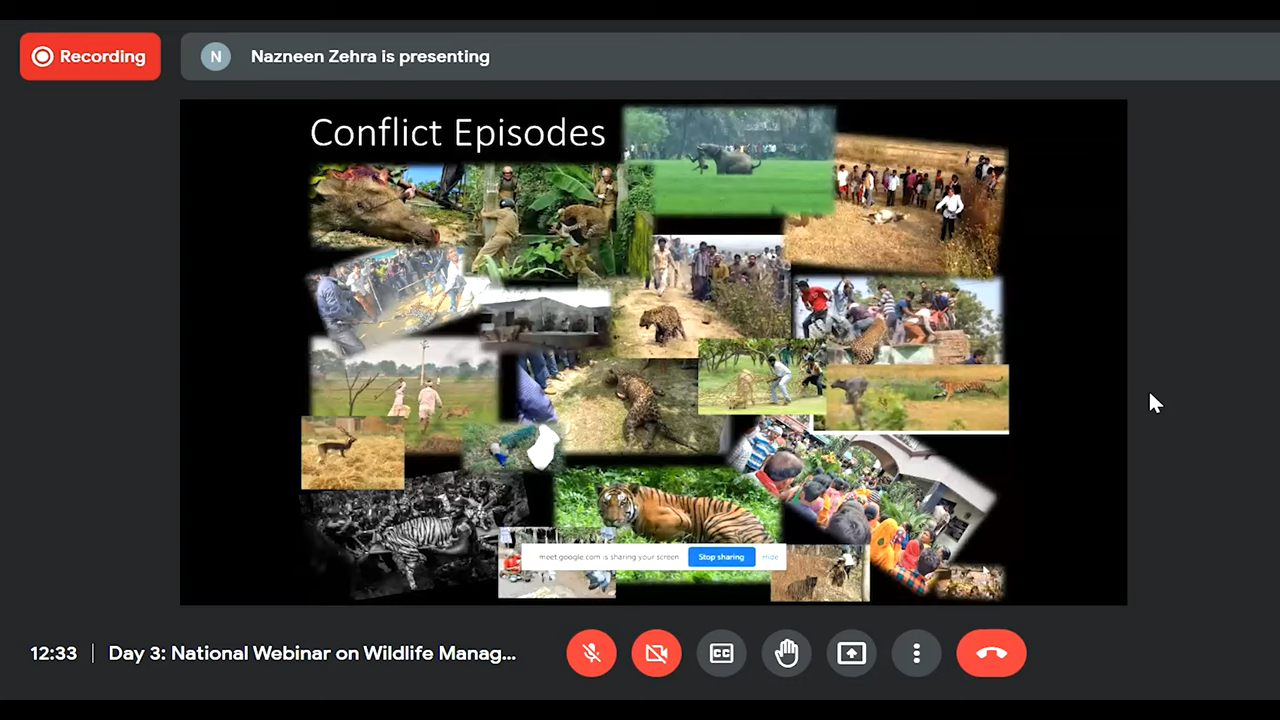 Recording
N
Nazneen Zehra is presenting
Conflict Episodes
meet.google.com is sharing your screen
Stop sharing
Hide
12:33
Day 3: National Webinar on Wildlife Manag...
CC